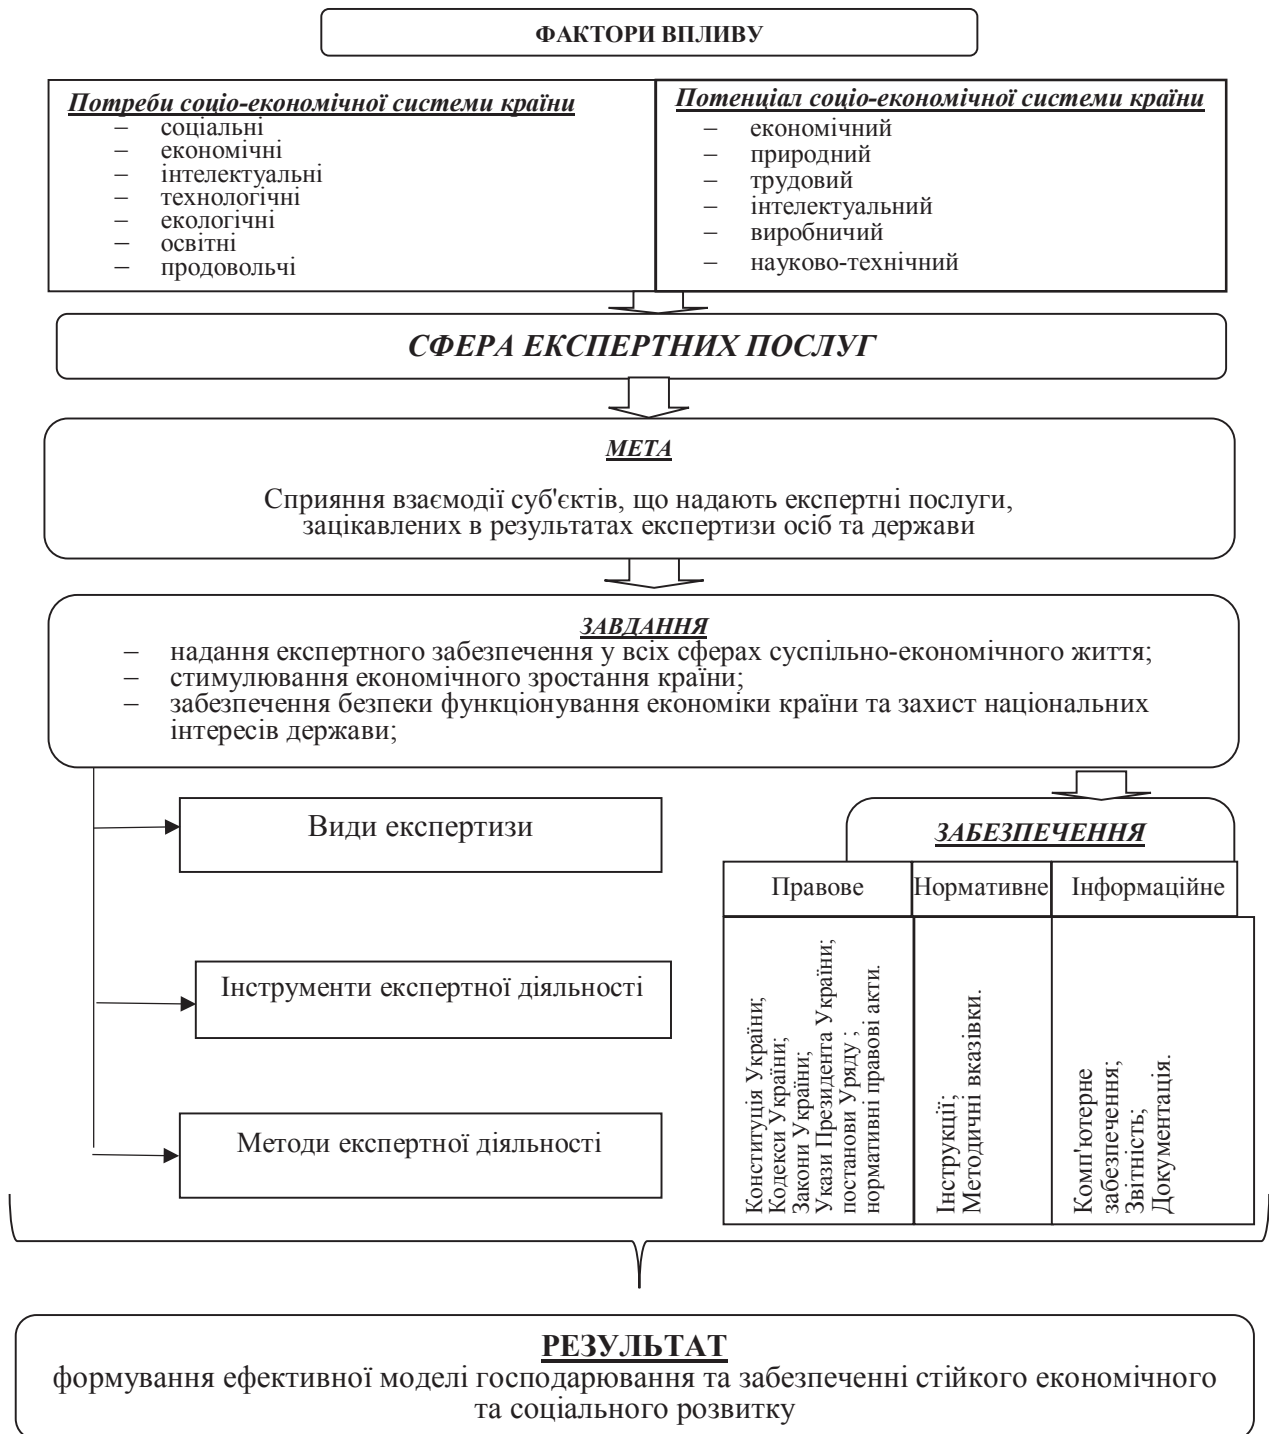 ФАКТОРИ ВПЛИВУ
Потреби соціо-економічної системи країни
– соціальні
– економічні
– інтелектуальні
– технологічні
– екологічні
– освітні
– продовольчі
Потенціал соціо-економічної системи країни
– економічний
– природний
– трудовий
– інтелектуальний
– виробничий
– науково-технічний
СФЕРА ЕКСПЕРТНИХ ПОСЛУГ
МЕТА
Сприяння взаємодії суб'єктів, що надають експертні послуги,
зацікавлених в результатах експертизи осіб та держави
ЗАВДАННЯ
– надання експертного забезпечення у всіх сферах суспільно-економічного життя;
– стимулювання економічного зростання країни;
– забезпечення безпеки функціонування економіки країни та захист національних
інтересів держави;
Види експертизи
Інструменти експертної діяльності
Методи експертної діяльності
ЗАБЕЗПЕЧЕННЯ
Правове
Нормативне
Інформаційне
Конституція України;
Кодекси України;
Закони України;
Укази Президента України;
постанови Уряду ;
нормативні правові акти.
Інструкції;
Методичні вказівки.
Комп'ютерне
забезпечення;
Звітність;
Документація.
РЕЗУЛЬТАТ
формування ефективної моделі господарювання та забезпеченні стійкого економічного
та соціального розвитку